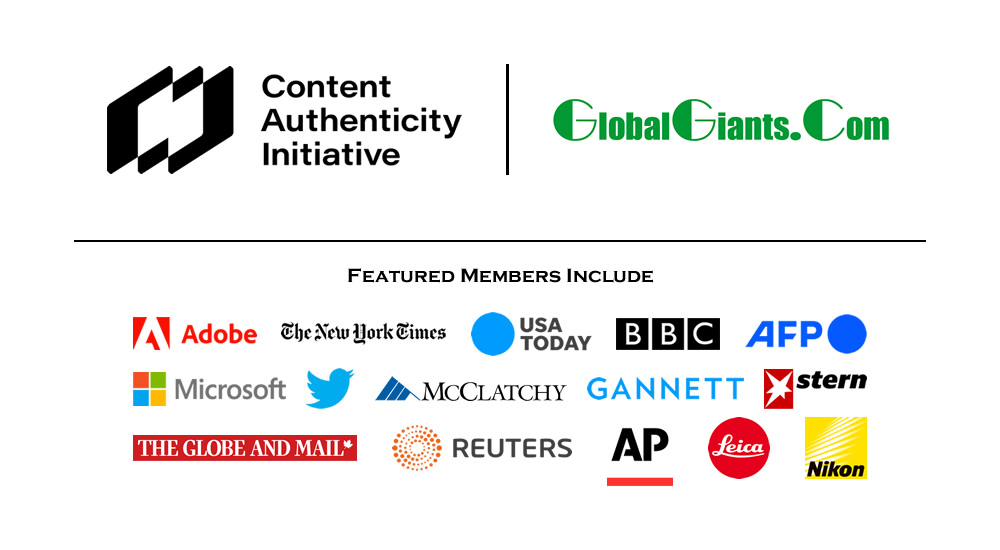 Content
Authenticity
Initiative
GlobalGiants.Com
Featured Members Include
Adobe
The New York Times
USA
TODAY
BBC
AFP
Microsoft
McClatchy
GANNETT
stern
THE GLOBE AND MAIL
REUTERS
AP
Leica
Nikon